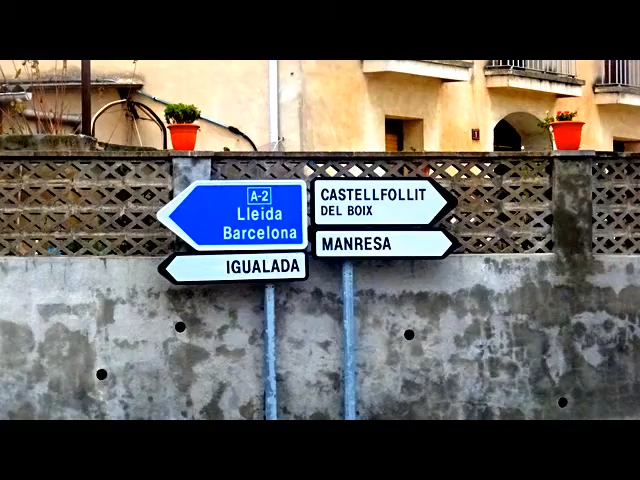 A-2
Lleida
Barcelona
IGUALADA
CASTELLFOLLIT
DEL BOIX
MANRESA